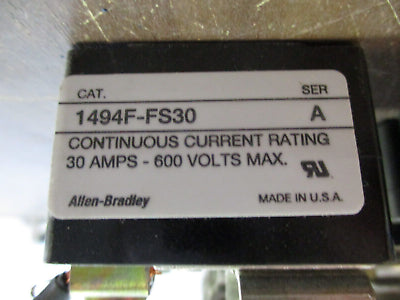 CAT. SER
1494F-FS30 A
CONTINUOUS CURRENT RATING
30 AMPS - 600 VOLTS MAX.
Allen-Bradley MADE IN U.S.A.